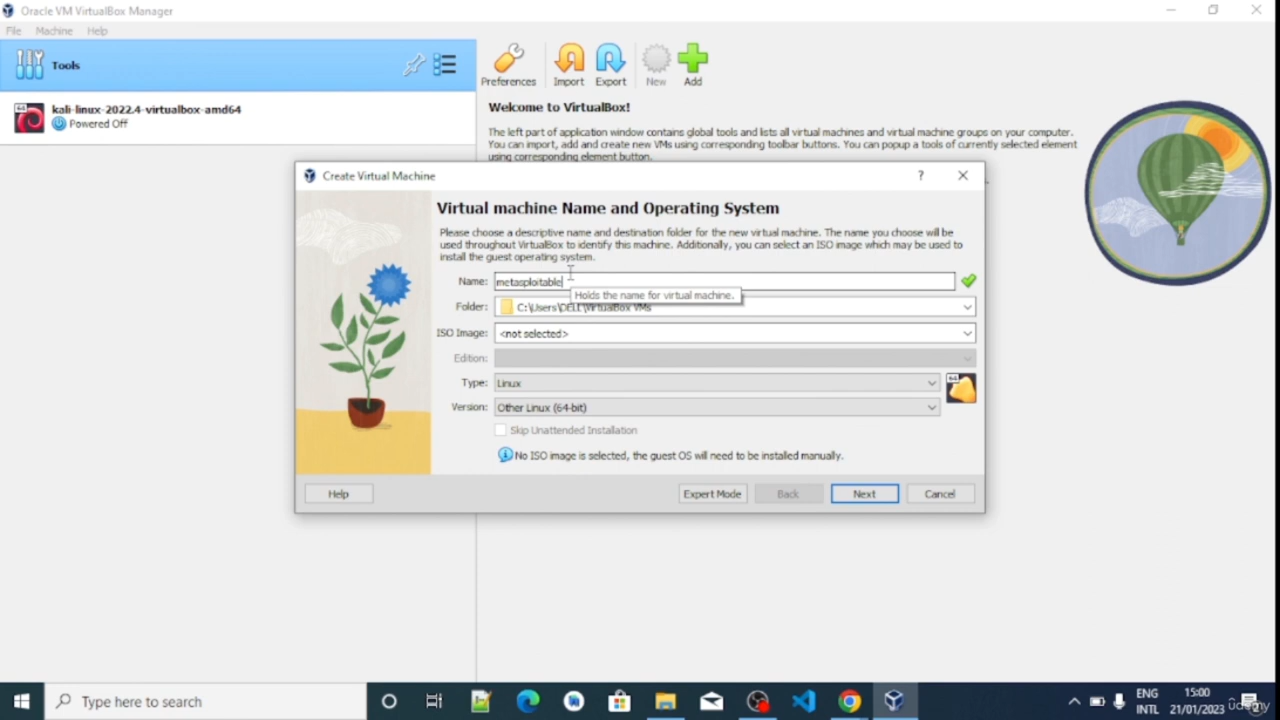 Oracle VM VirtualBox Manager
File Machine Help
Tools
Preferences Import Export New Add
64
kali-linux-2022.4-virtualbox-amd64
Powered Off
Welcome to VirtualBox!
The left part of application window contains global tools and lists all virtual machines and virtual machine groups on your computer.
You can import, add and create new VMs using corresponding toolbar buttons. You can popup a tools of currently selected element
using corresponding element button.
Create Virtual Machine
?
Virtual machine Name and Operating System
Please choose a descriptive name and destination folder for the new virtual machine. The name you choose will be
used throughout VirtualBox to identify this machine. Additionally, you can select an ISO image which may be used to
install the guest operating system.
Name: metasploitable
Holds the name for virtual machine.
Folder: C:\Users\DELL\VirtualBox VMs
ISO Image: <not selected>
Edition:
Type: Linux
64
Version: Other Linux (64-bit)
Skip Unattended Installation
No ISO image is selected, the guest OS will need to be installed manually.
Help Expert Mode Back Next Cancel
Type here to search
ENG
INTL
15:00
21/01/2023
udemy